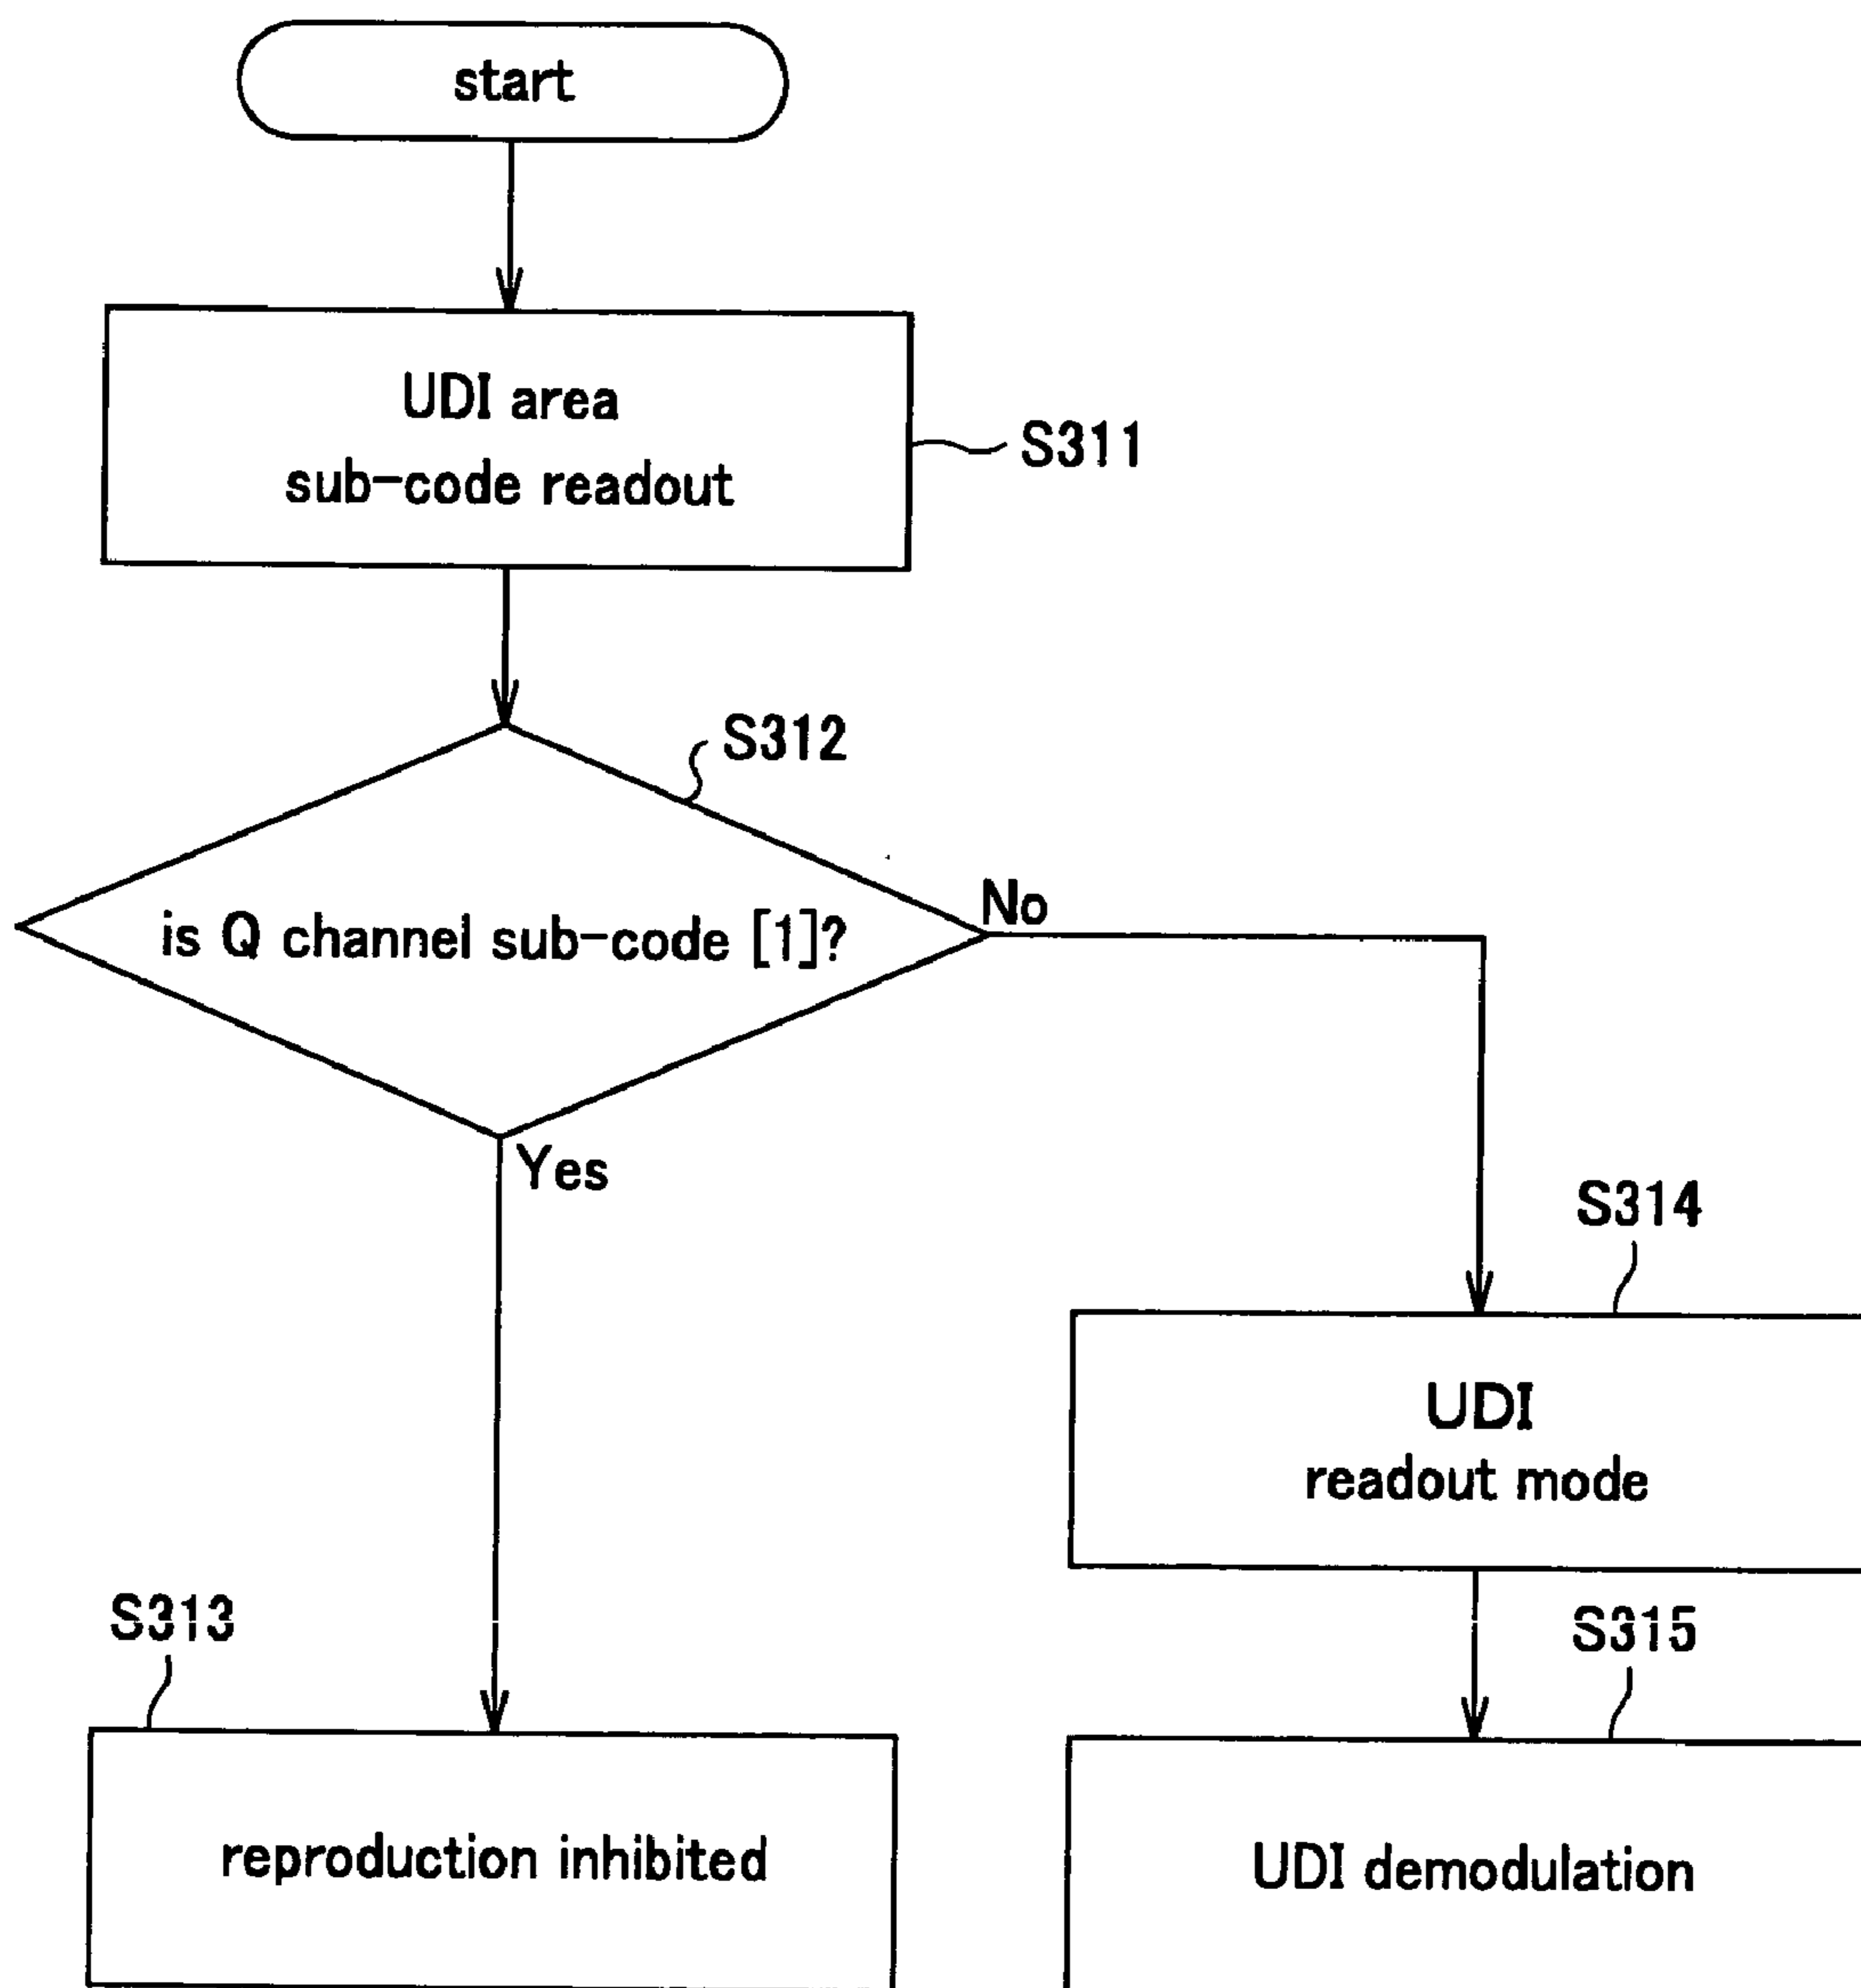 start
UDI area
sub-code readout
S311
S312
is Q channel sub-code [1]?
No
Yes
S314
UDI
readout mode
S313
S315
reproduction inhibited
UDI demodulation